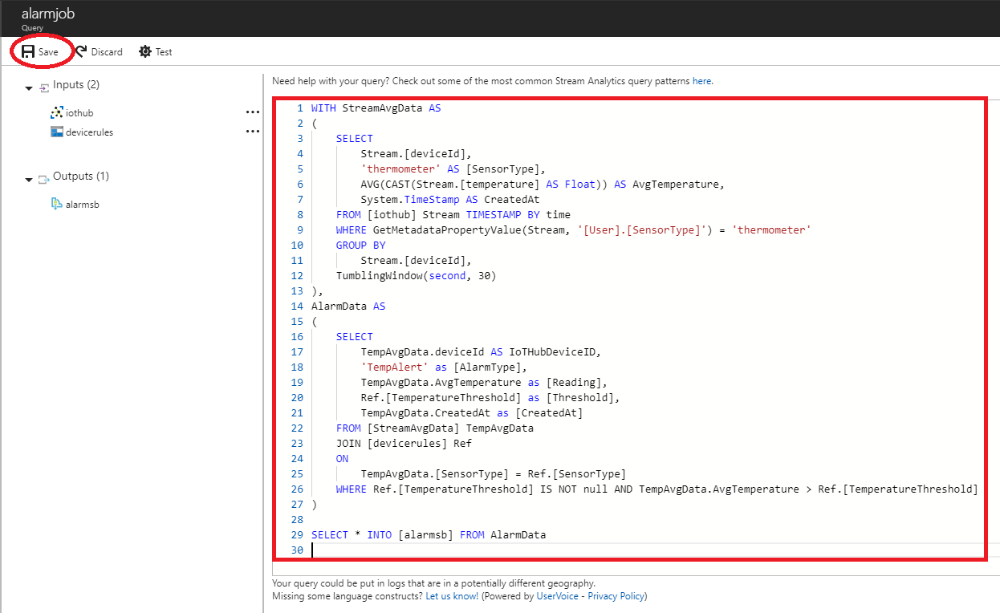 alarmjob
Query
Save
Discard
Test
Inputs (2)
iothub
devicerules
Outputs (1)
alarmsb
Need help with your query? Check out some of the most common Stream Analytics query patterns here.
1 WITH StreamAvgData AS
2 (
3 SELECT
4 Stream.[deviceId],
5 'thermometer' AS [SensorType],
6 AVG(CAST(Stream.[temperature] AS Float)) AS AvgTemperature,
7 System.TimeStamp AS CreatedAt
8 FROM [iothub] Stream TIMESTAMP BY time
9 WHERE GetMetadataPropertyValue(Stream, '[User].[SensorType]') = 'thermometer'
10 GROUP BY
11 Stream.[deviceId],
12 TumblingWindow(second, 30)
13 ),
14 AlarmData AS
15 (
16 SELECT
17 TempAvgData.deviceId AS IoTHubDeviceID,
18 'TempAlert' as [AlarmType],
19 TempAvgData.AvgTemperature as [Reading],
20 Ref.[TemperatureThreshold] as [Threshold],
21 TempAvgData.CreatedAt as [CreatedAt]
22 FROM [StreamAvgData] TempAvgData
23 JOIN [devicerules] Ref
24 ON
25 TempAvgData.[SensorType] = Ref.[SensorType]
26 WHERE Ref.[TemperatureThreshold] IS NOT null AND TempAvgData.AvgTemperature > Ref.[TemperatureThreshold]
27 )
28
29 SELECT * INTO [alarmsb] FROM AlarmData
30
Your query could be put in logs that are in a potentially different geography.
Missing some language constructs? Let us know! (Powered by UserVoice - Privacy Policy)